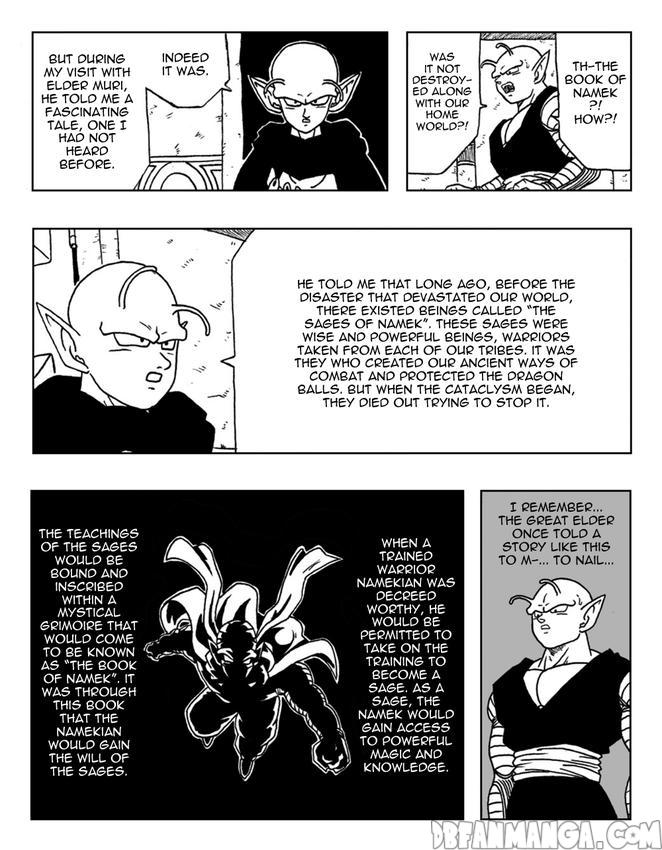 BUT DURING
MY VISIT WITH
ELDER MURI,
HE TOLD ME A
FASCINATING
TALE, ONE I
HAD NOT
HEARD
BEFORE.
INDEED
IT WAS.
WAS
IT NOT
DESTROY-
ED ALONG
WITH OUR
HOME
WORLD?!
TH-THE
BOOK OF
NAMEK
?!
HOW?!
HE TOLD ME THAT LONG AGO, BEFORE THE
DISASTER THAT DEVASTATED OUR WORLD,
THERE EXISTED BEINGS CALLED "THE
SAGES OF NAMEK". THESE SAGES WERE
WISE AND POWERFUL BEINGS, WARRIORS
TAKEN FROM EACH OF OUR TRIBES. IT WAS
THEY WHO CREATED OUR ANCIENT WAYS OF
COMBAT AND PROTECTED THE DRAGON
BALLS. BUT WHEN THE CATACLYSM BEGAN,
THEY DIED OUT TRYING TO STOP IT.
THE TEACHINGS
OF THE SAGES
WOULD BE
BOUND AND
INSCRIBED
WITHIN A
MYSTICAL
GRIMOIRE THAT
WOULD COME
TO BE KNOWN
AS "THE BOOK
OF NAMEK". IT
WAS THROUGH
THIS BOOK
THAT THE
NAMEKIAN
WOULD GAIN
THE WILL OF
THE SAGES.
WHEN A
TRAINED
WARRIOR
NAMEKIAN WAS
DECREED
WORTHY, HE
WOULD BE
PERMITTED TO
TAKE ON THE
TRAINING TO
BECOME A
SAGE. AS A
SAGE, THE
NAMEK WOULD
GAIN ACCESS
TO POWERFUL
MAGIC AND
KNOWLEDGE.
I REMEMBER...
THE GREAT ELDER
ONCE TOLD A
STORY LIKE THIS
TO M-... TO NAIL...
DBFANMANGA.COM